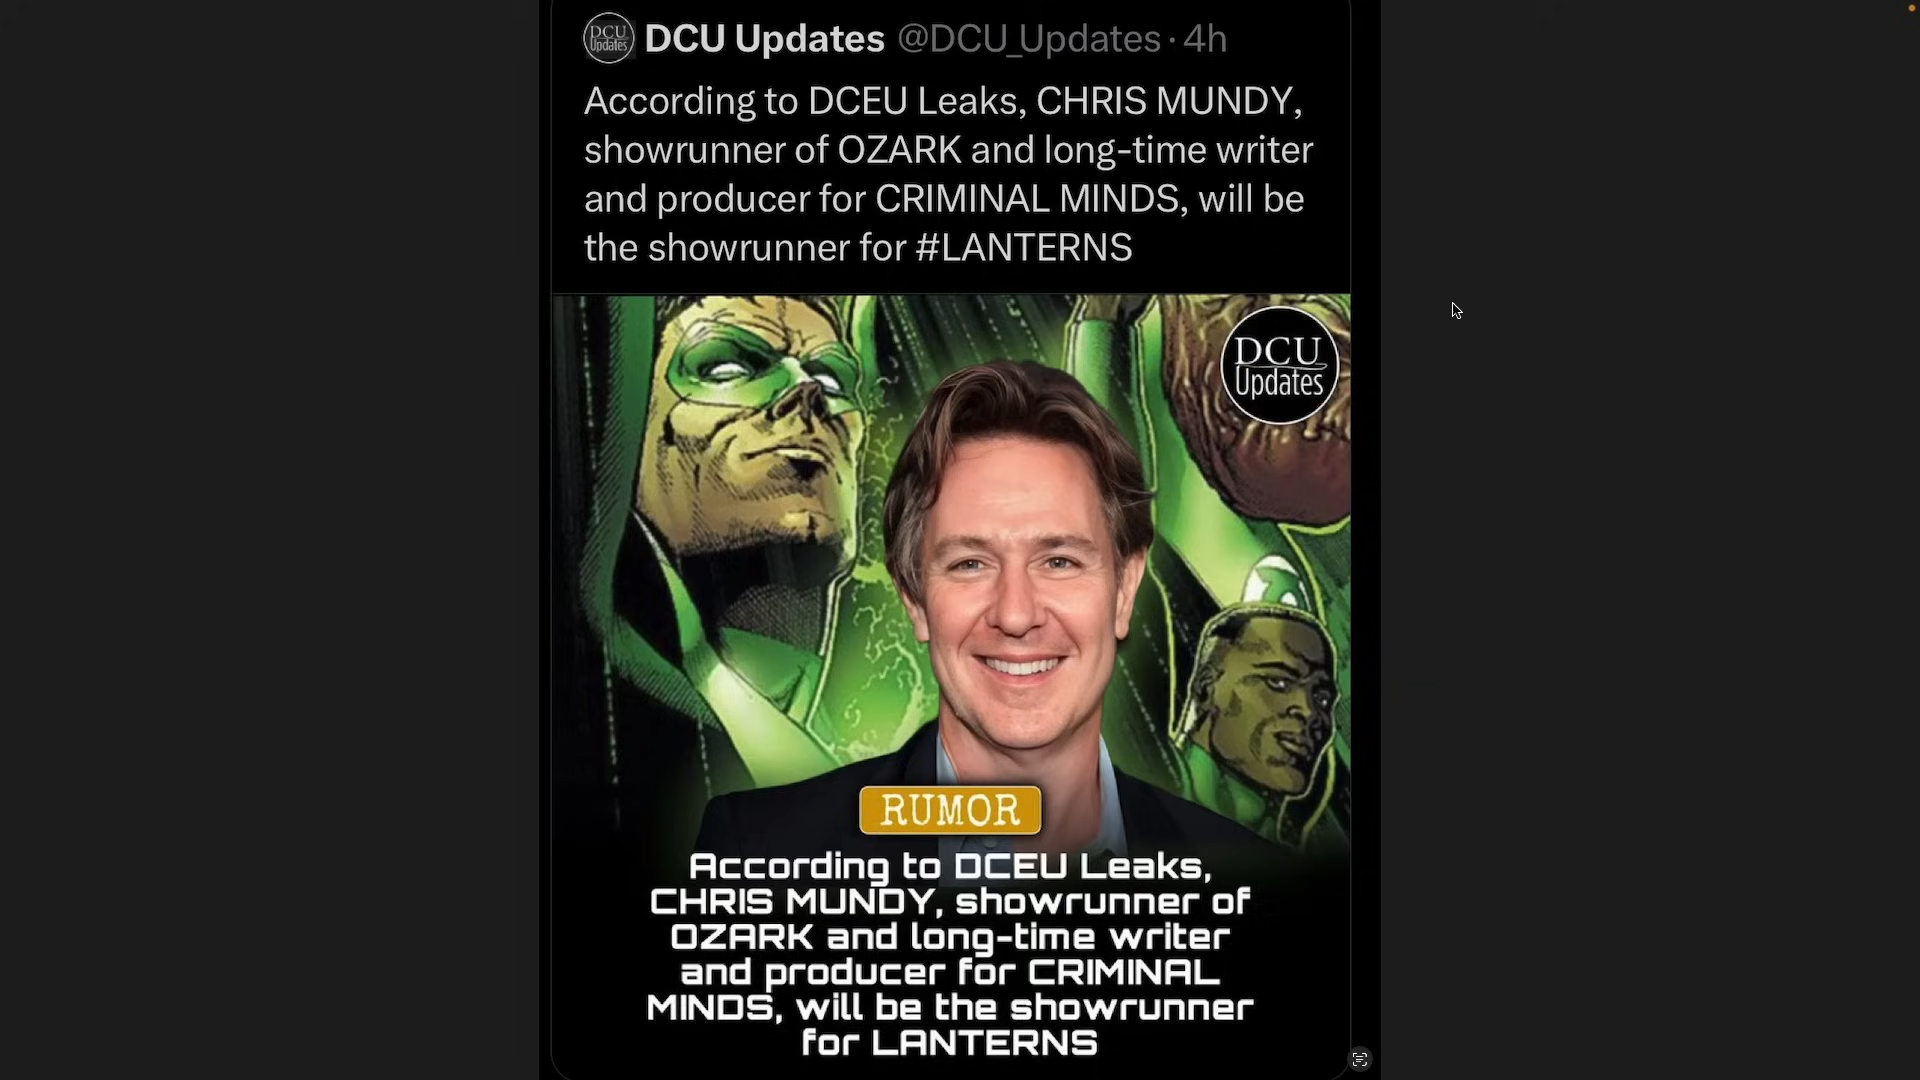 DCU
Updates
DCU Updates @DCU_Updates · 4h
According to DCEU Leaks, CHRIS MUNDY,
showrunner of OZARK and long-time writer
and producer for CRIMINAL MINDS, will be
the showrunner for #LANTERNS
DCU
Updates
RUMOR
According to DCEU Leaks,
CHRIS MUNDY, showrunner of
OZARK and long-time writer
and producer for CRIMINAL
MINDS, will be the showrunner
for LANTERNS